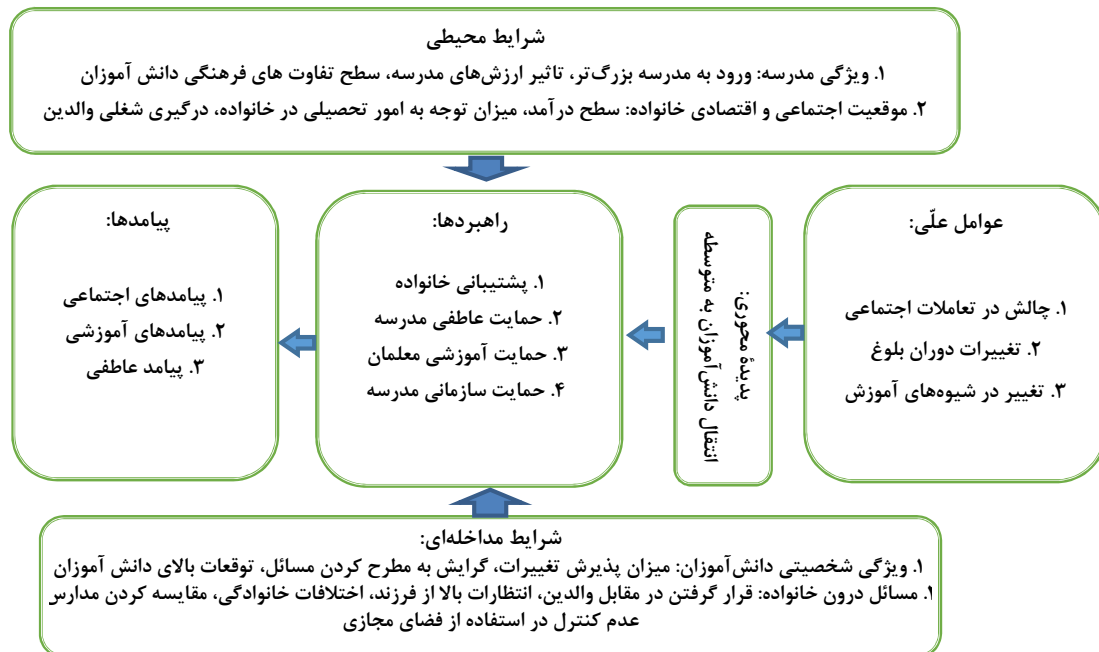 شرایط محیطی
۱. ویژگی مدرسه: ورود به مدرسه بزرگ‌تر، تاثیر ارزش‌های مدرسه، سطح تفاوت های فرهنگی دانش آموزان
۲. موقعیت اجتماعی و اقتصادی خانواده: سطح درآمد، میزان توجه به امور تحصیلی در خانواده، درگیری شغلی والدین
عوامل علّی:
۱. چالش در تعاملات اجتماعی
۲. تغییرات دوران بلوغ
۳. تغییر در شیوه‌های آموزش
پدیدۀ محوری:
انتقال دانش‌آموزان به متوسطه
راهبردها:
۱. پشتیبانی خانواده
۲. حمایت عاطفی مدرسه
۳. حمایت آموزشی معلمان
۴. حمایت سازمانی مدرسه
پیامدها:
۱. پیامدهای اجتماعی
۲. پیامدهای آموزشی
۳. پیامد عاطفی
شرایط مداخله‌ای:
۱. ویژگی شخصیتی دانش‌آموزان: میزان پذیرش تغییرات، گرایش به مطرح کردن مسائل، توقعات بالای دانش آموزان
۱. مسائل درون خانواده: قرار گرفتن در مقابل والدین، انتظارات بالا از فرزند، اختلافات خانوادگی، مقایسه کردن مدارس
عدم کنترل در استفاده از فضای مجازی